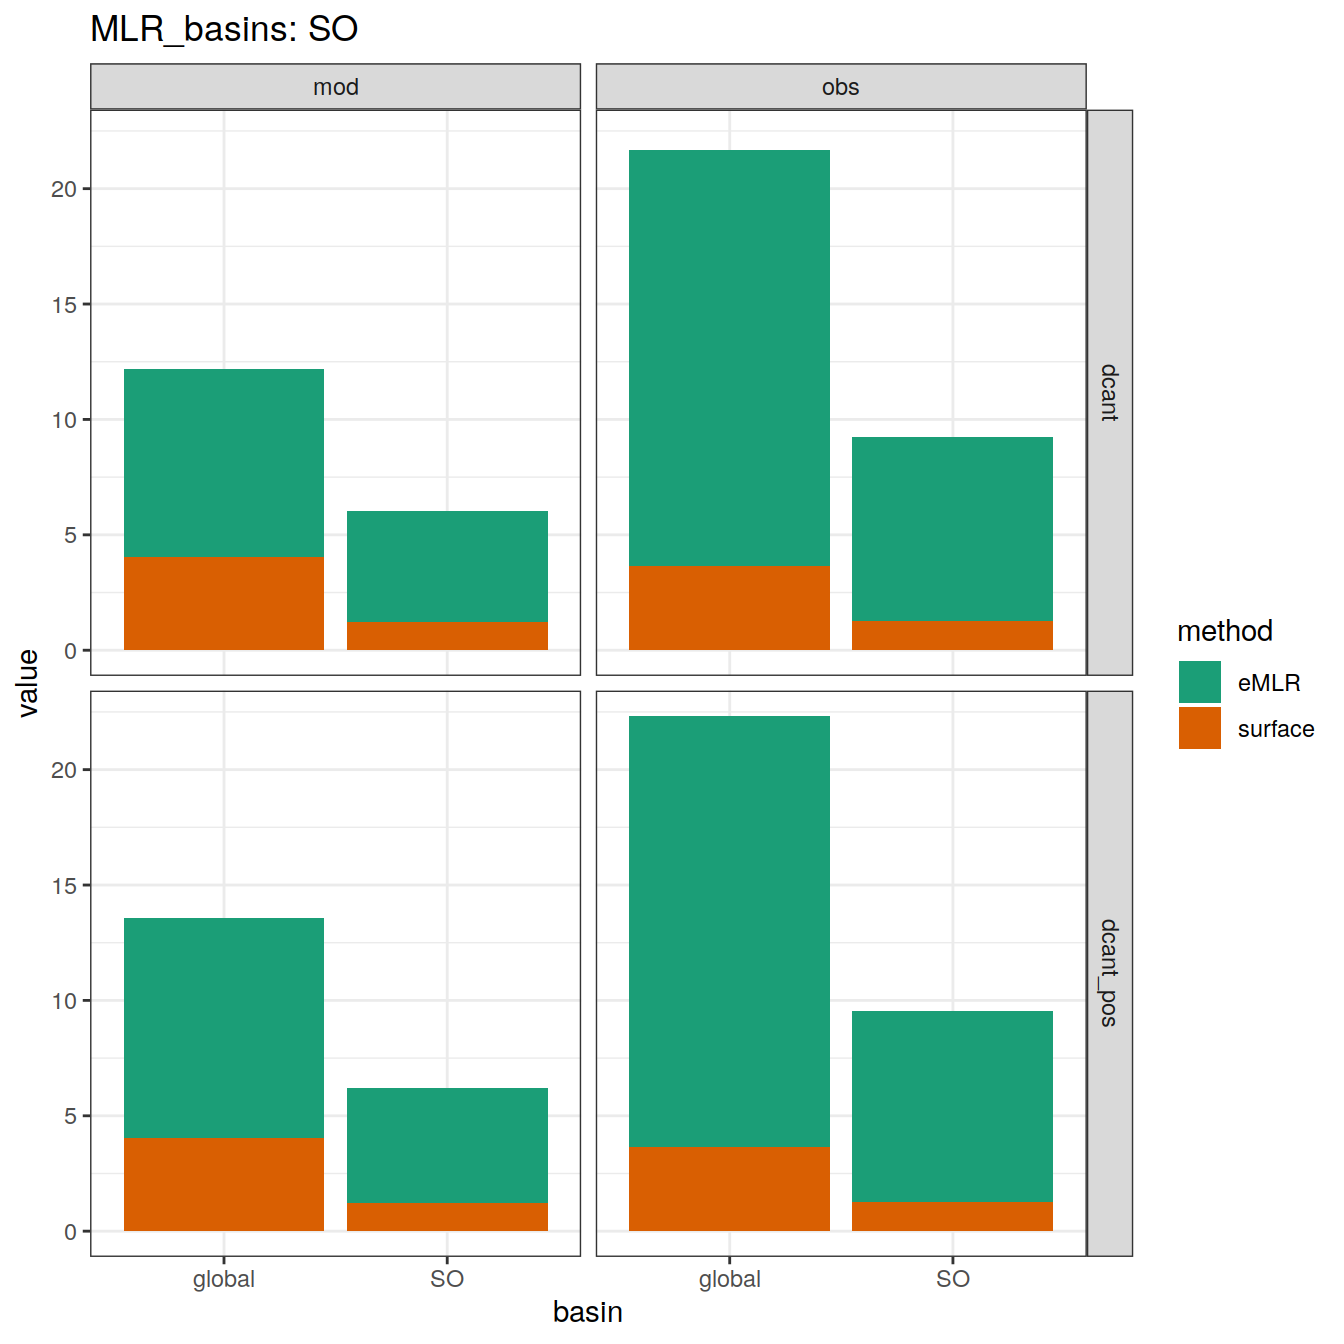 MLR_basins: SO
mod
obs
20
15
10
5
0
dcant
20
15
10
5
0
dcant_pos
value
global
SO
global
SO
basin
method
eMLR
surface